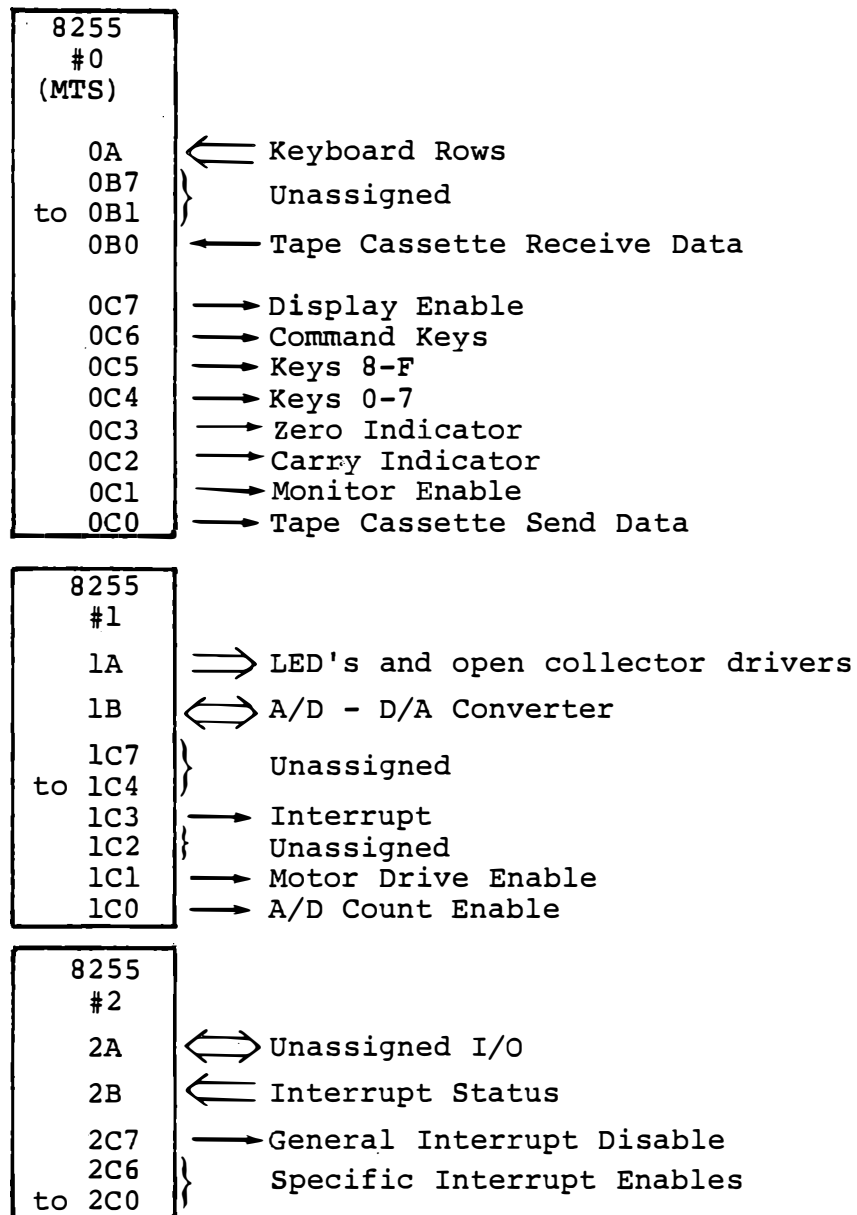 8255
#0
(MTS)
0A Keyboard Rows
0B7
Unassigned
to 0B1
0B0 Tape Cassette Receive Data
0C7 Display Enable
0C6 Command Keys
0C5 Keys 8-F
0C4 Keys 0-7
0C3 Zero Indicator
0C2 Carry Indicator
0C1 Monitor Enable
0C0 Tape Cassette Send Data
8255
#1
1A LED's and open collector drivers
1B A/D - D/A Converter
1C7
Unassigned
to 1C4
1C3 Interrupt
1C2 Unassigned
1C1 Motor Drive Enable
1C0 A/D Count Enable
8255
#2
2A Unassigned I/O
2B Interrupt Status
2C7 General Interrupt Disable
2C6
Specific Interrupt Enables
to 2C0